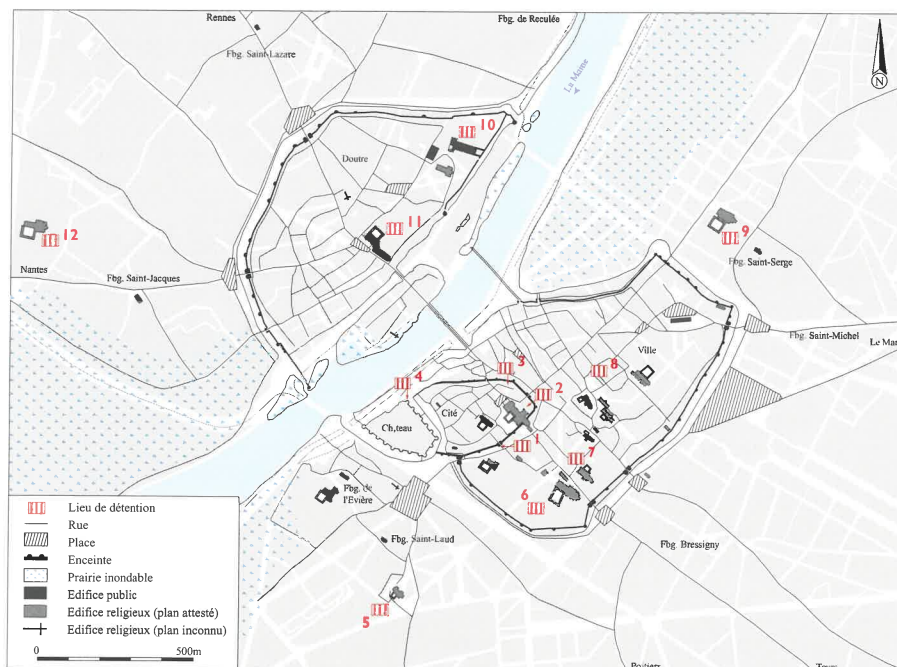 Rennes
Fbg. de Reculée
Fbg. Saint-Lazare
La Maine
N
10
Doutre
11
12
9
Nantes
Fbg. Saint-Jacques
Fbg. Saint-Serge
Fbg. Saint-Michel
Le Man
Ville
3
8
4
2
Cité
Ch,teau
1
7
6
Fbg. de
l'Evière
Fbg. Saint-Laud
Fbg. Bressigny
5
Poitiers
Tours
Lieu de détention
Rue
Place
Enceinte
Prairie inondable
Edifice public
Edifice religieux (plan attesté)
Edifice religieux (plan inconnu)
0
500m